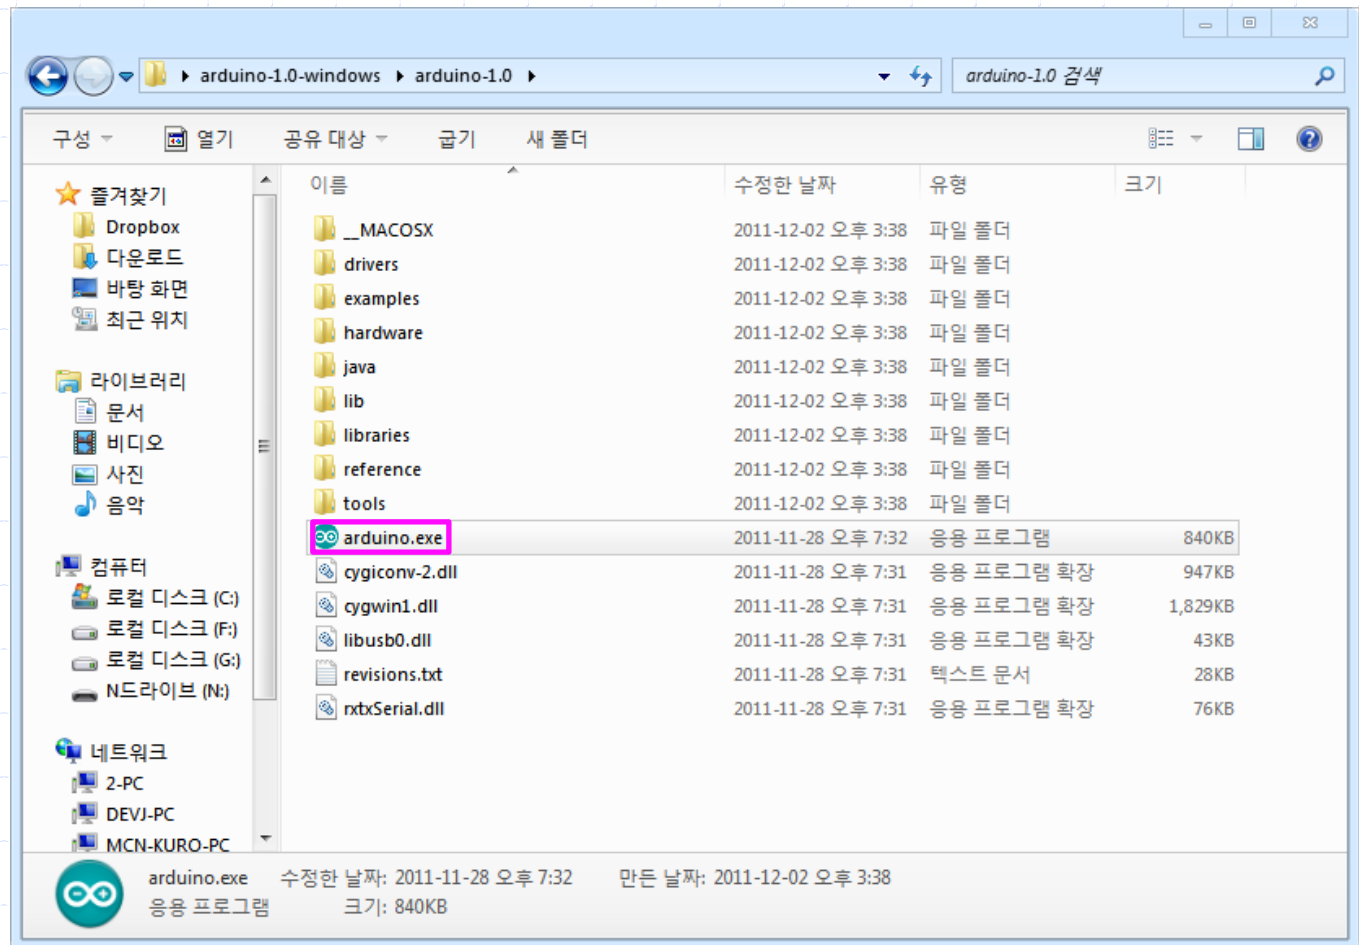 arduino-1.0-windows arduino-1.0
arduino-1.0 검색
구성 열기 공유 대상 굽기 새 폴더
즐겨찾기
Dropbox
다운로드
바탕 화면
최근 위치
라이브러리
문서
비디오
사진
음악
컴퓨터
로컬 디스크 (C:)
로컬 디스크 (F:)
로컬 디스크 (G:)
N드라이브 (N:)
네트워크
2-PC
DEVJ-PC
MCN-KURO-PC
이름 수정한 날짜 유형 크기
__MACOSX 2011-12-02 오후 3:38 파일 폴더
drivers 2011-12-02 오후 3:38 파일 폴더
examples 2011-12-02 오후 3:38 파일 폴더
hardware 2011-12-02 오후 3:38 파일 폴더
java 2011-12-02 오후 3:38 파일 폴더
lib 2011-12-02 오후 3:38 파일 폴더
libraries 2011-12-02 오후 3:38 파일 폴더
reference 2011-12-02 오후 3:38 파일 폴더
tools 2011-12-02 오후 3:38 파일 폴더
arduino.exe 2011-11-28 오후 7:32 응용 프로그램 840KB
cygiconv-2.dll 2011-11-28 오후 7:31 응용 프로그램 확장 947KB
cygwin1.dll 2011-11-28 오후 7:31 응용 프로그램 확장 1,829KB
libusb0.dll 2011-11-28 오후 7:31 응용 프로그램 확장 43KB
revisions.txt 2011-11-28 오후 7:31 텍스트 문서 28KB
rxtxSerial.dll 2011-11-28 오후 7:31 응용 프로그램 확장 76KB
arduino.exe 수정한 날짜: 2011-11-28 오후 7:32 만든 날짜: 2011-12-02 오후 3:38
응용 프로그램 크기: 840KB